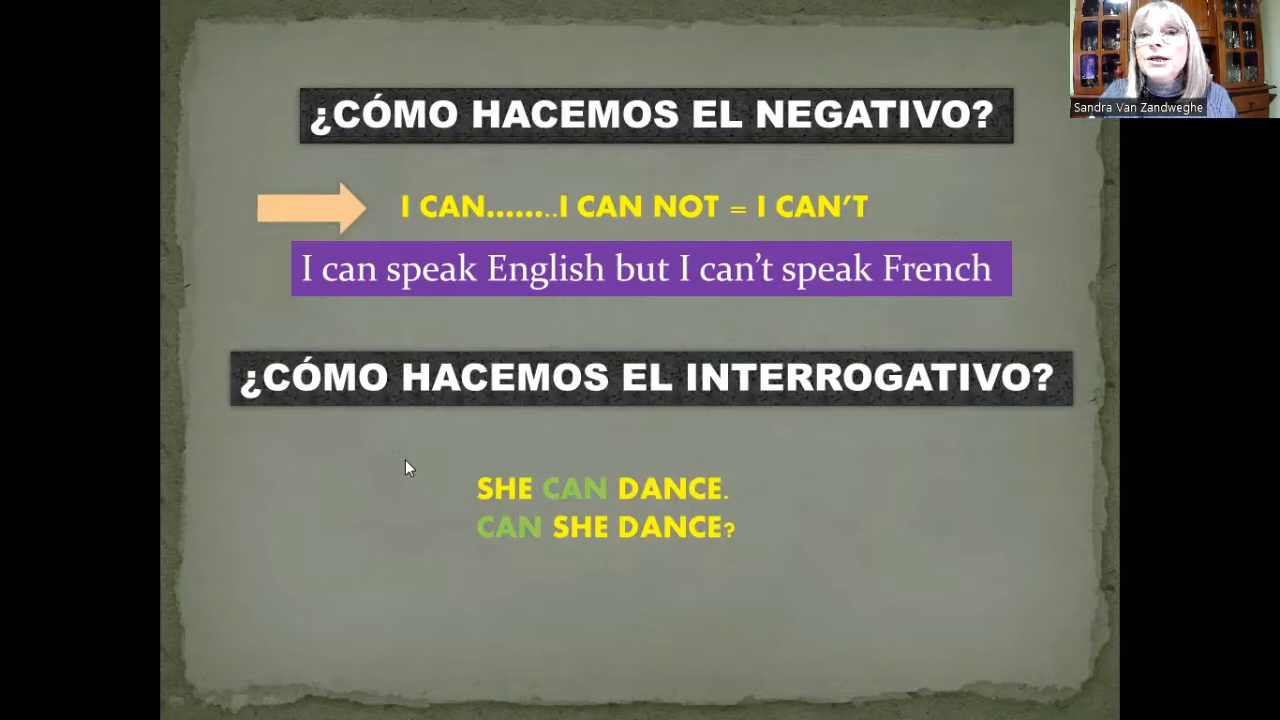 Sandra Van Zandweghe
¿CÓMO HACEMOS EL NEGATIVO?
I CAN……..I CAN NOT = I CAN’T
I can speak English but I can’t speak French
¿CÓMO HACEMOS EL INTERROGATIVO?
SHE CAN DANCE.
CAN SHE DANCE?